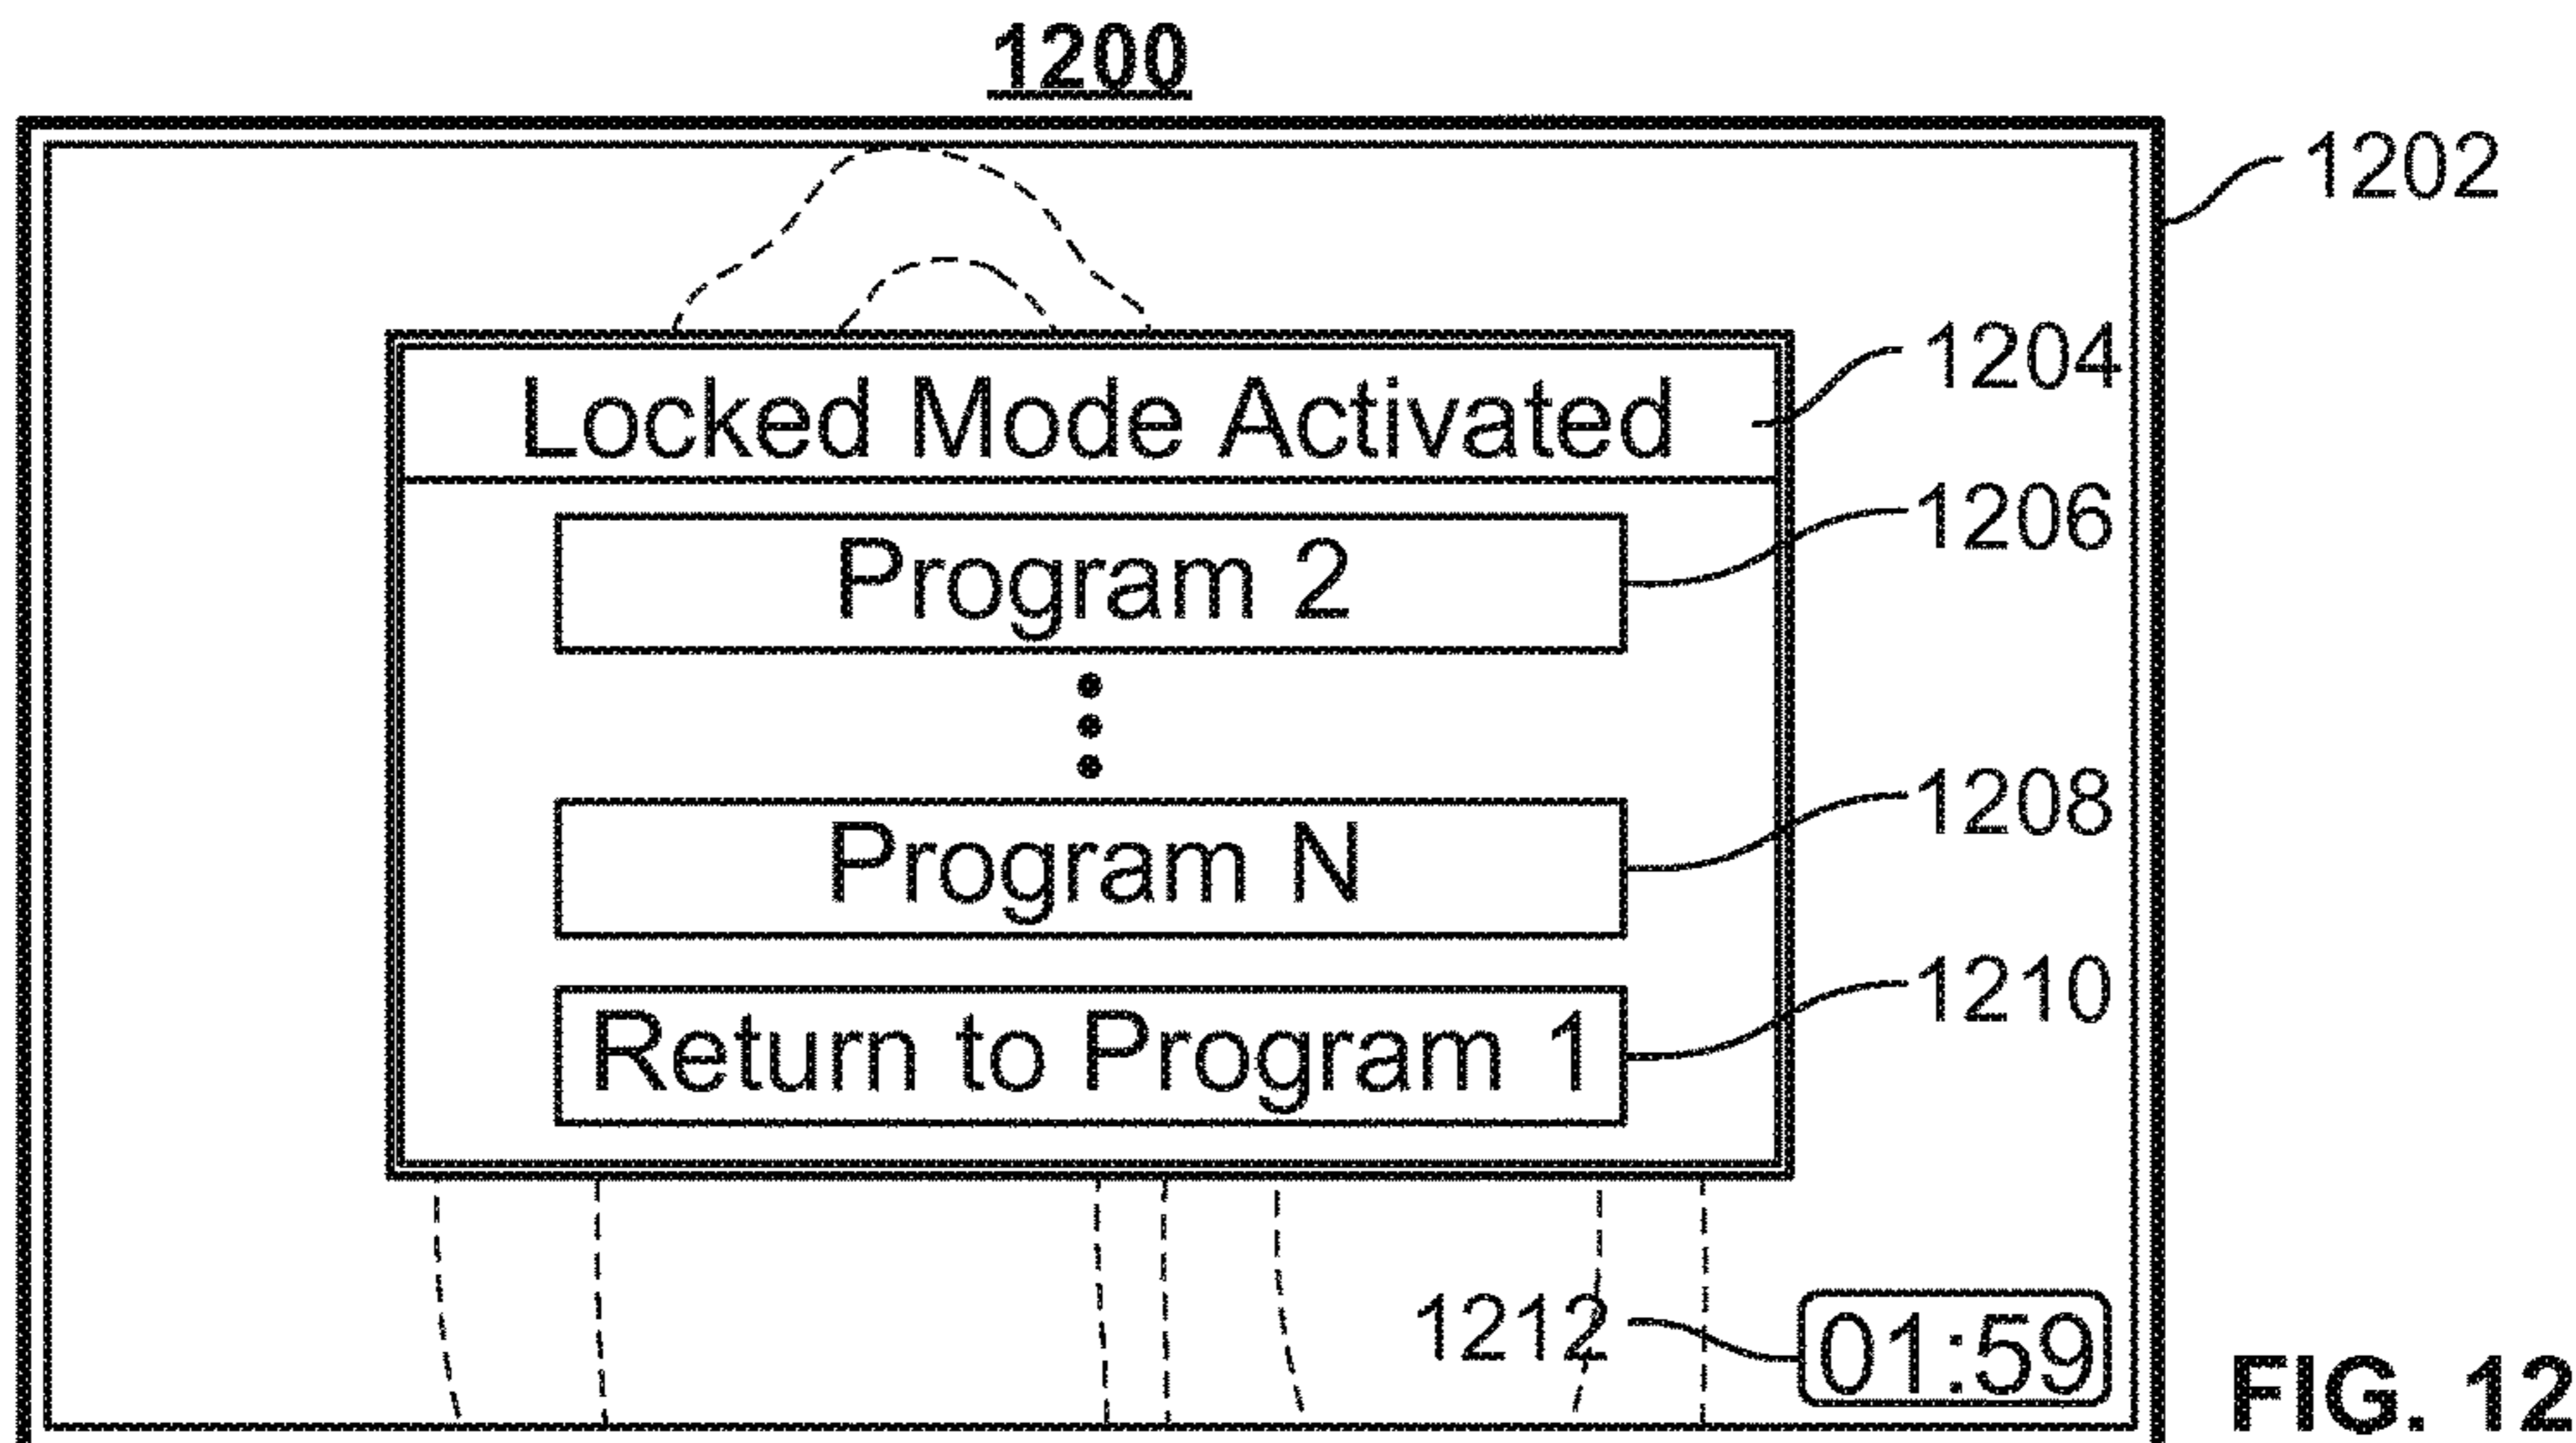 1200
1202
Locked Mode Activated
1204
Program 2
1206
Program N
1208
Return to Program 1
1210
1212
01:59
FIG. 12